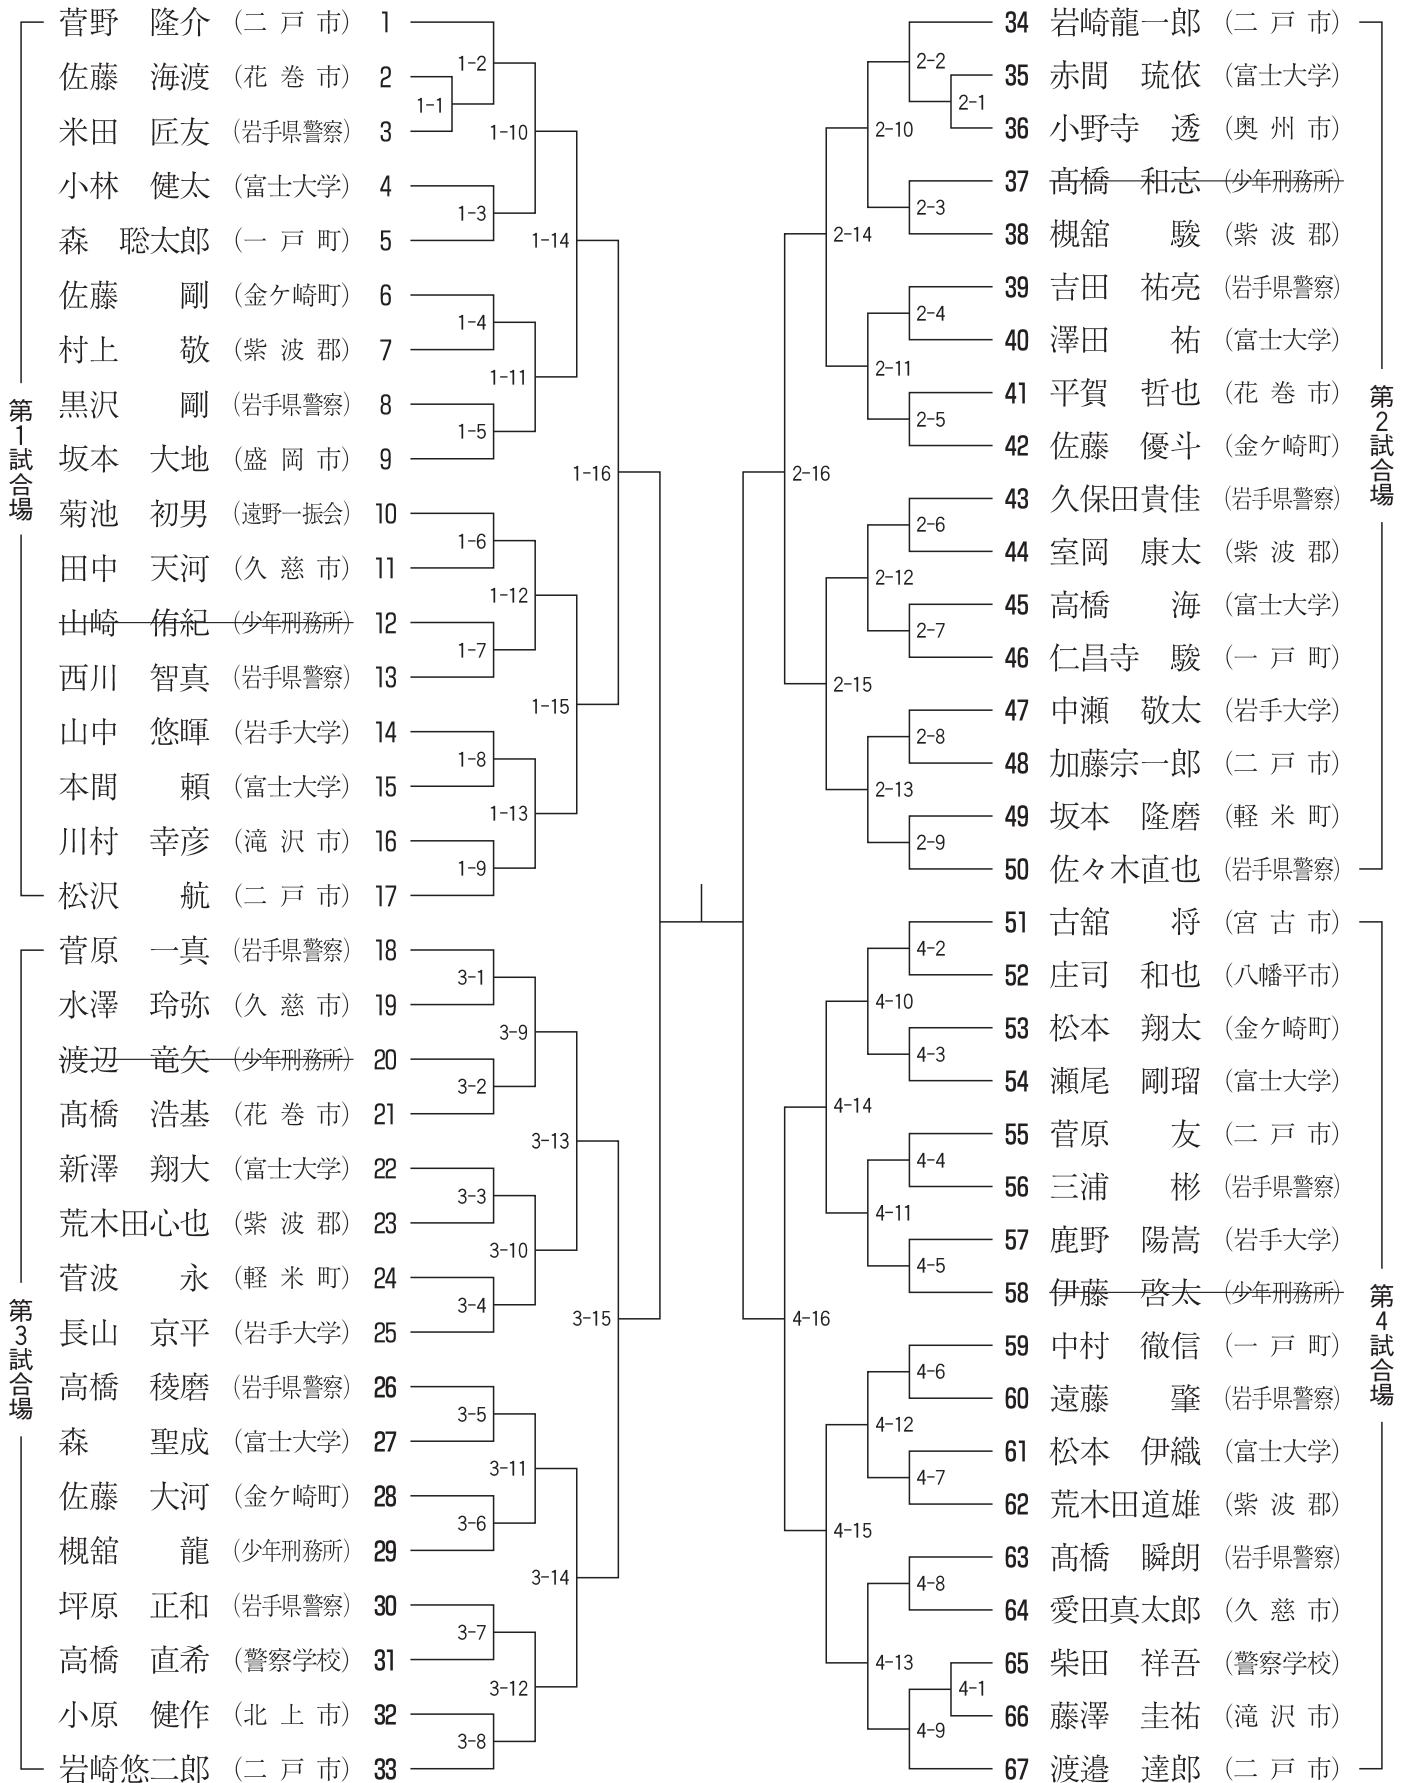 第1試合場
菅野 隆介 (二戸市) 1
佐藤 海渡 (花巻市) 2
米田 匠友 (岩手県警察) 3
小林 健太 (富士大学) 4
森 聡太郎 (一戸町) 5
佐藤 剛 (金ケ崎町) 6
村上 敬 (紫波郡) 7
黒沢 剛 (岩手県警察) 8
坂本 大地 (盛岡市) 9
菊池 初男 (遠野一振会) 10
田中 天河 (久慈市) 11
山崎 侑紀 (少年刑務所) 12
西川 智真 (岩手県警察) 13
山中 悠暉 (岩手大学) 14
本間 頼 (富士大学) 15
川村 幸彦 (滝沢市) 16
松沢 航 (二戸市) 17
1-1
1-2
1-3
1-4
1-5
1-6
1-7
1-8
1-9
1-10
1-11
1-12
1-13
1-14
1-15
1-16
第3試合場
菅原 一真 (岩手県警察) 18
水澤 玲弥 (久慈市) 19
渡辺 竜矢 (少年刑務所) 20
髙橋 浩基 (花巻市) 21
新澤 翔大 (富士大学) 22
荒木田心也 (紫波郡) 23
菅波 永 (軽米町) 24
長山 京平 (岩手大学) 25
高橋 稜磨 (岩手県警察) 26
森 聖成 (富士大学) 27
佐藤 大河 (金ケ崎町) 28
槻舘 龍 (少年刑務所) 29
坪原 正和 (岩手県警察) 30
高橋 直希 (警察学校) 31
小原 健作 (北上市) 32
岩崎悠二郎 (二戸市) 33
3-1
3-2
3-3
3-4
3-5
3-6
3-7
3-8
3-9
3-10
3-11
3-12
3-13
3-14
3-15
第2試合場
34 岩崎龍一郎 (二戸市)
35 赤間 琉依 (富士大学)
36 小野寺 透 (奥州市)
37 髙橋 和志 (少年刑務所)
38 槻舘 駿 (紫波郡)
39 吉田 祐亮 (岩手県警察)
40 澤田 祐 (富士大学)
41 平賀 哲也 (花巻市)
42 佐藤 優斗 (金ケ崎町)
43 久保田貴佳 (岩手県警察)
44 室岡 康太 (紫波郡)
45 高橋 海 (富士大学)
46 仁昌寺 駿 (一戸町)
47 中瀬 敬太 (岩手大学)
48 加藤宗一郎 (二戸市)
49 坂本 隆磨 (軽米町)
50 佐々木直也 (岩手県警察)
2-1
2-2
2-3
2-4
2-5
2-6
2-7
2-8
2-9
2-10
2-11
2-12
2-13
2-14
2-15
2-16
第4試合場
51 古舘 将 (宮古市)
52 庄司 和也 (八幡平市)
53 松本 翔太 (金ケ崎町)
54 瀬尾 剛瑠 (富士大学)
55 菅原 友 (二戸市)
56 三浦 彬 (岩手県警察)
57 鹿野 陽嵩 (岩手大学)
58 伊藤 啓太 (少年刑務所)
59 中村 徹信 (一戸町)
60 遠藤 肇 (岩手県警察)
61 松本 伊織 (富士大学)
62 荒木田道雄 (紫波郡)
63 髙橋 瞬朗 (岩手県警察)
64 愛田真太郎 (久慈市)
65 柴田 祥吾 (警察学校)
66 藤澤 圭祐 (滝沢市)
67 渡邉 達郎 (二戸市)
4-1
4-2
4-3
4-4
4-5
4-6
4-7
4-8
4-9
4-10
4-11
4-12
4-13
4-14
4-15
4-16